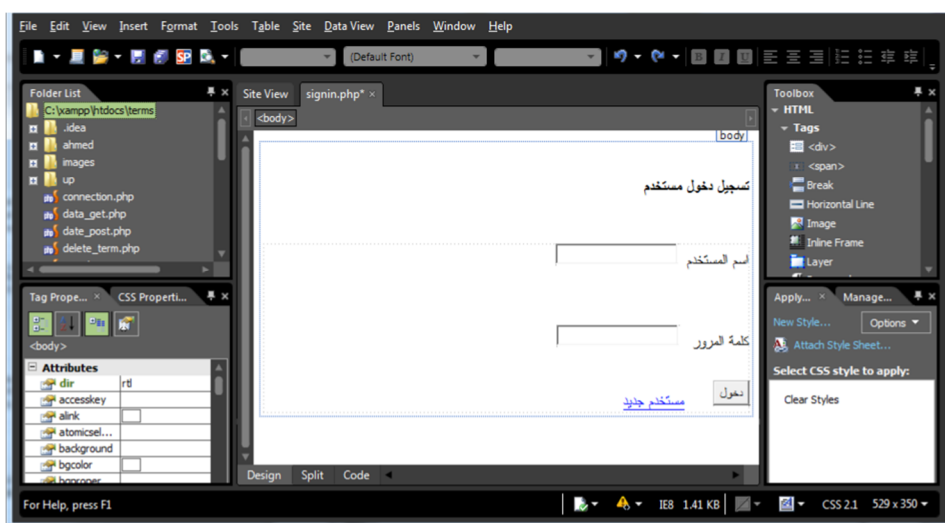 File Edit View Insert Format Tools Table Site Data View Panels Window Help
(Default Font)
B I U
Folder List
C:\xampp\htdocs\terms
.idea
ahmed
images
up
connection.php
data_get.php
date_post.php
delete_term.php
Tag Prope... × CSS Properti...
<body>
Attributes
dir rtl
accesskey
alink
atomicsel...
background
bgcolor
Site View signin.php* ×
<body>
body
تسجيل دخول مستخدم
اسم المستخدم
كلمة المرور
دخول
مستخدم جديد
Design Split Code
Toolbox
HTML
Tags
<div>
<span>
Break
Horizontal Line
Image
Inline Frame
Layer
Apply... × Manage...
New Style... Options
Attach Style Sheet...
Select CSS style to apply:
Clear Styles
For Help, press F1
IE8 1.41 KB CSS 2.1 529 x 350